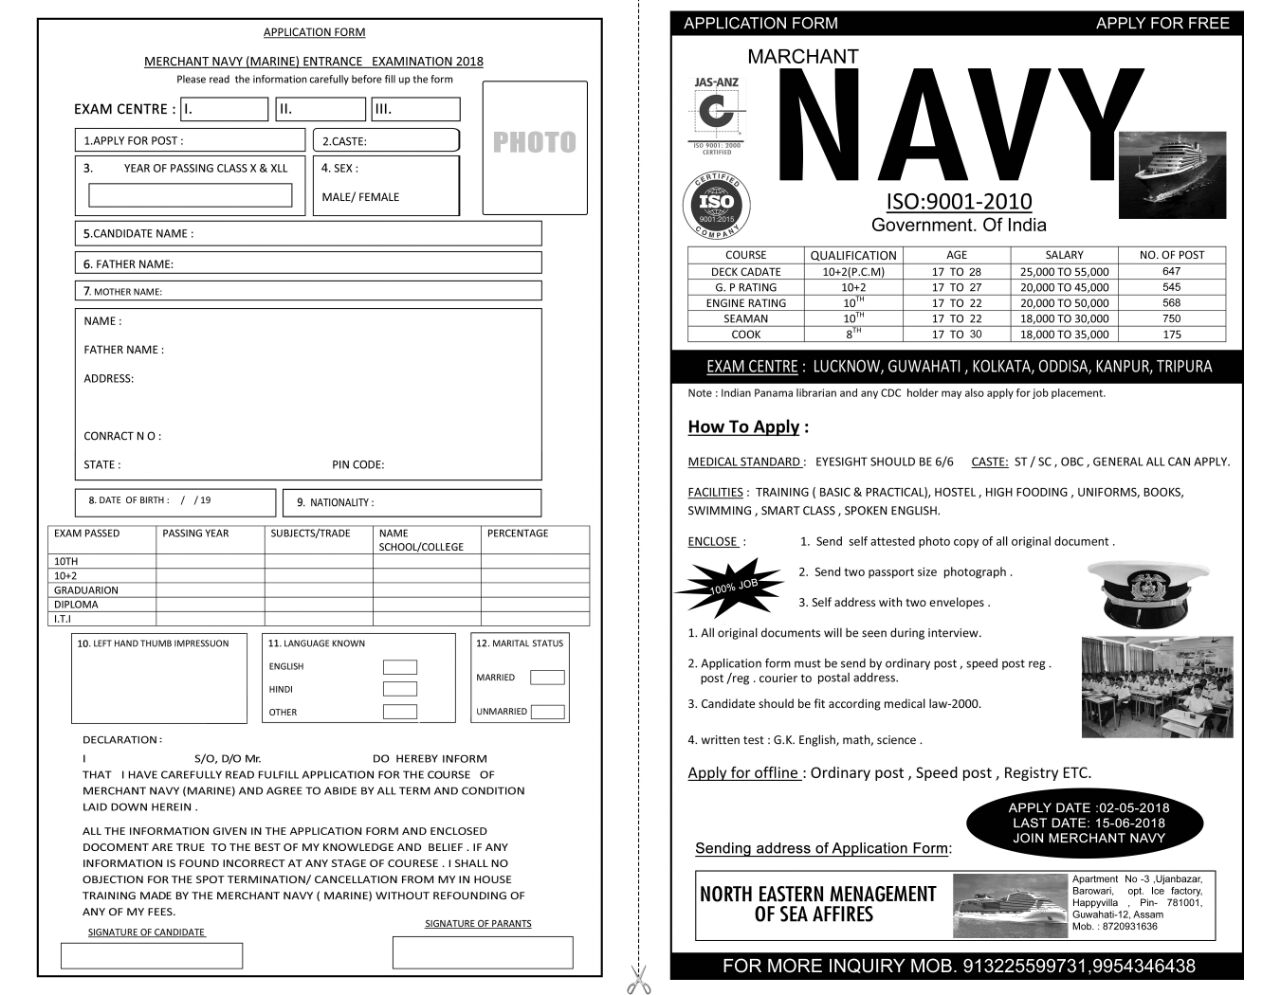 APPLICATION FORM
MERCHANT NAVY (MARINE) ENTRANCE EXAMINATION 2018
Please read the information carefully before fill up the form
EXAM CENTRE : I. II. III.
PHOTO
1.APPLY FOR POST :
2.CASTE:
3. YEAR OF PASSING CLASS X & XLL
4. SEX :
MALE/ FEMALE
5.CANDIDATE NAME :
6. FATHER NAME:
7. MOTHER NAME:
NAME :
FATHER NAME :
ADDRESS:
CONRACT N O :
STATE : PIN CODE:
8. DATE OF BIRTH : / / 19
9. NATIONALITY :
EXAM PASSED PASSING YEAR SUBJECTS/TRADE NAME SCHOOL/COLLEGE PERCENTAGE
10TH
10+2
GRADUARION
DIPLOMA
I.T.I
10. LEFT HAND THUMB IMPRESSUON
11. LANGUAGE KNOWN
ENGLISH
HINDI
OTHER
12. MARITAL STATUS
MARRIED
UNMARRIED
DECLARATION :
I S/O, D/O Mr. DO HEREBY INFORM
THAT I HAVE CAREFULLY READ FULFILL APPLICATION FOR THE COURSE OF
MERCHANT NAVY (MARINE) AND AGREE TO ABIDE BY ALL TERM AND CONDITION
LAID DOWN HEREIN .
ALL THE INFORMATION GIVEN IN THE APPLICATION FORM AND ENCLOSED
DOCOMENT ARE TRUE TO THE BEST OF MY KNOWLEDGE AND BELIEF . IF ANY
INFORMATION IS FOUND INCORRECT AT ANY STAGE OF COURESE . I SHALL NO
OBJECTION FOR THE SPOT TERMINATION/ CANCELLATION FROM MY IN HOUSE
TRAINING MADE BY THE MERCHANT NAVY ( MARINE) WITHOUT REFOUNDING OF
ANY OF MY FEES.
SIGNATURE OF CANDIDATE
SIGNATURE OF PARANTS
APPLICATION FORM APPLY FOR FREE
MARCHANT
NAVY
JAS-ANZ
ISO 9001: 2000
CERTIFIED
CERTIFIED
ISO
9001:2015
COMPANY
ISO:9001-2010
Government. Of India
COURSE QUALIFICATION AGE SALARY NO. OF POST
DECK CADATE 10+2(P.C.M) 17 TO 28 25,000 TO 55,000 647
G. P RATING 10+2 17 TO 27 20,000 TO 45,000 545
ENGINE RATING 10TH 17 TO 22 20,000 TO 50,000 568
SEAMAN 10TH 17 TO 22 18,000 TO 30,000 750
COOK 8TH 17 TO 30 18,000 TO 35,000 175
EXAM CENTRE : LUCKNOW, GUWAHATI , KOLKATA, ODDISA, KANPUR, TRIPURA
Note : Indian Panama librarian and any CDC holder may also apply for job placement.
How To Apply :
MEDICAL STANDARD : EYESIGHT SHOULD BE 6/6 CASTE: ST / SC , OBC , GENERAL ALL CAN APPLY.
FACILITIES : TRAINING ( BASIC & PRACTICAL), HOSTEL , HIGH FOODING , UNIFORMS, BOOKS,
SWIMMING , SMART CLASS , SPOKEN ENGLISH.
ENCLOSE : 1. Send self attested photo copy of all original document .
2. Send two passport size photograph .
100% JOB
3. Self address with two envelopes .
1. All original documents will be seen during interview.
2. Application form must be send by ordinary post , speed post reg .
post /reg . courier to postal address.
3. Candidate should be fit according medical law-2000.
4. written test : G.K. English, math, science .
Apply for offline : Ordinary post , Speed post , Registry ETC.
APPLY DATE :02-05-2018
LAST DATE: 15-06-2018
JOIN MERCHANT NAVY
Sending address of Application Form:
NORTH EASTERN MENAGEMENT
OF SEA AFFIRES
Apartment No -3 ,Ujanbazar,
Barowari, opt. Ice factory,
Happyvilla , Pin- 781001,
Guwahati-12, Assam
Mob. : 8720931636
FOR MORE INQUIRY MOB. 913225599731,9954346438